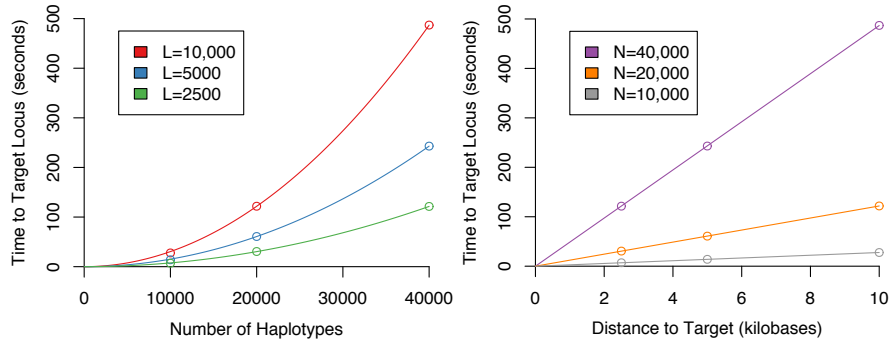 Time to Target Locus (seconds)
500
400
300
200
100
0
L=10,000
L=5000
L=2500
0 10000 20000 30000 40000
Number of Haplotypes
Time to Target Locus (seconds)
500
400
300
200
100
0
N=40,000
N=20,000
N=10,000
0 2 4 6 8 10
Distance to Target (kilobases)